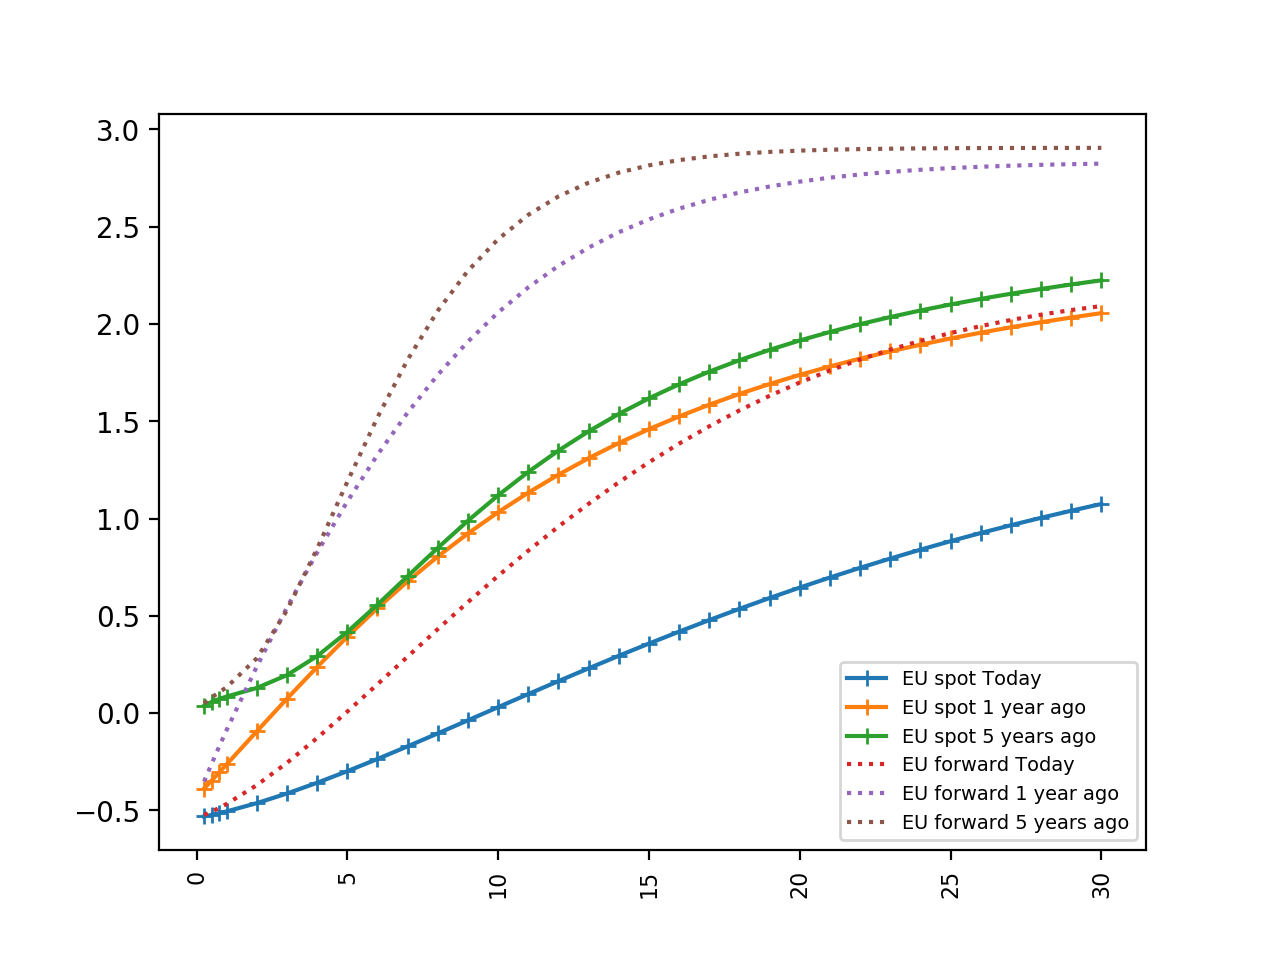 3.0
2.5
2.0
1.5
1.0
0.5
0.0
−0.5
0
5
10
15
20
25
30
EU spot Today
EU spot 1 year ago
EU spot 5 years ago
EU forward Today
EU forward 1 year ago
EU forward 5 years ago